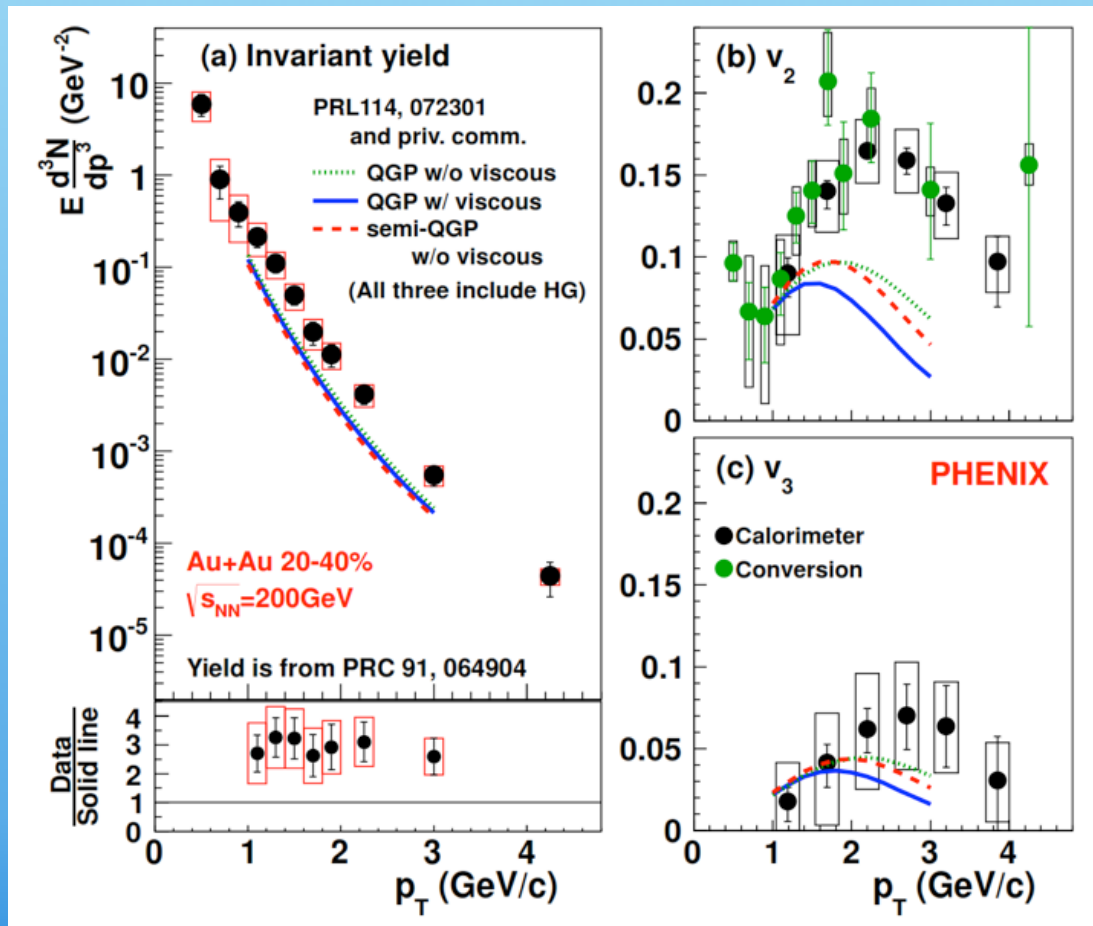 (a) Invariant yield
E d³N/dp³ (GeV⁻²)
PRL114, 072301
and priv. comm.
QGP w/o viscous
QGP w/ viscous
semi-QGP
w/o viscous
(All three include HG)
10
1
10⁻¹
10⁻²
10⁻³
10⁻⁴
10⁻⁵
Au+Au 20-40%
√s_NN=200GeV
Yield is from PRC 91, 064904
Data
Solid line
4
3
2
1
0
0 1 2 3 4
p_T (GeV/c)
(b) v₂
0.2
0.15
0.1
0.05
0
(c) v₃
PHENIX
Calorimeter
Conversion
0.2
0.15
0.1
0.05
0
0 1 2 3 4
p_T (GeV/c)